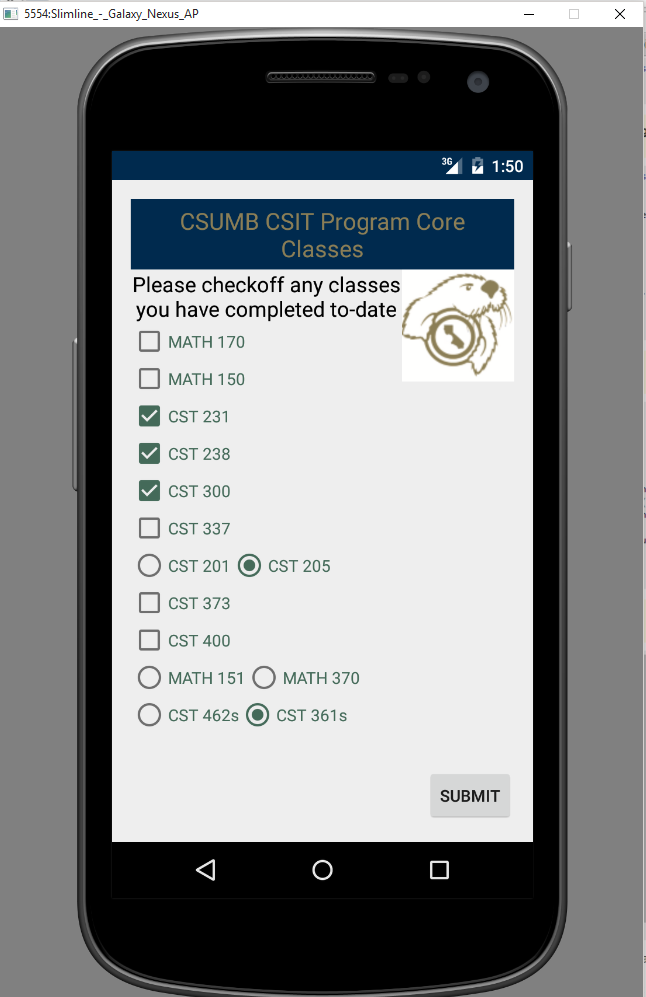 5554:Slimline_-_Galaxy_Nexus_AP
3G 1:50
CSUMB CSIT Program Core
Classes
Please checkoff any classes
you have completed to-date
MATH 170
MATH 150
CST 231
CST 238
CST 300
CST 337
CST 201 CST 205
CST 373
CST 400
MATH 151 MATH 370
CST 462s CST 361s
SUBMIT